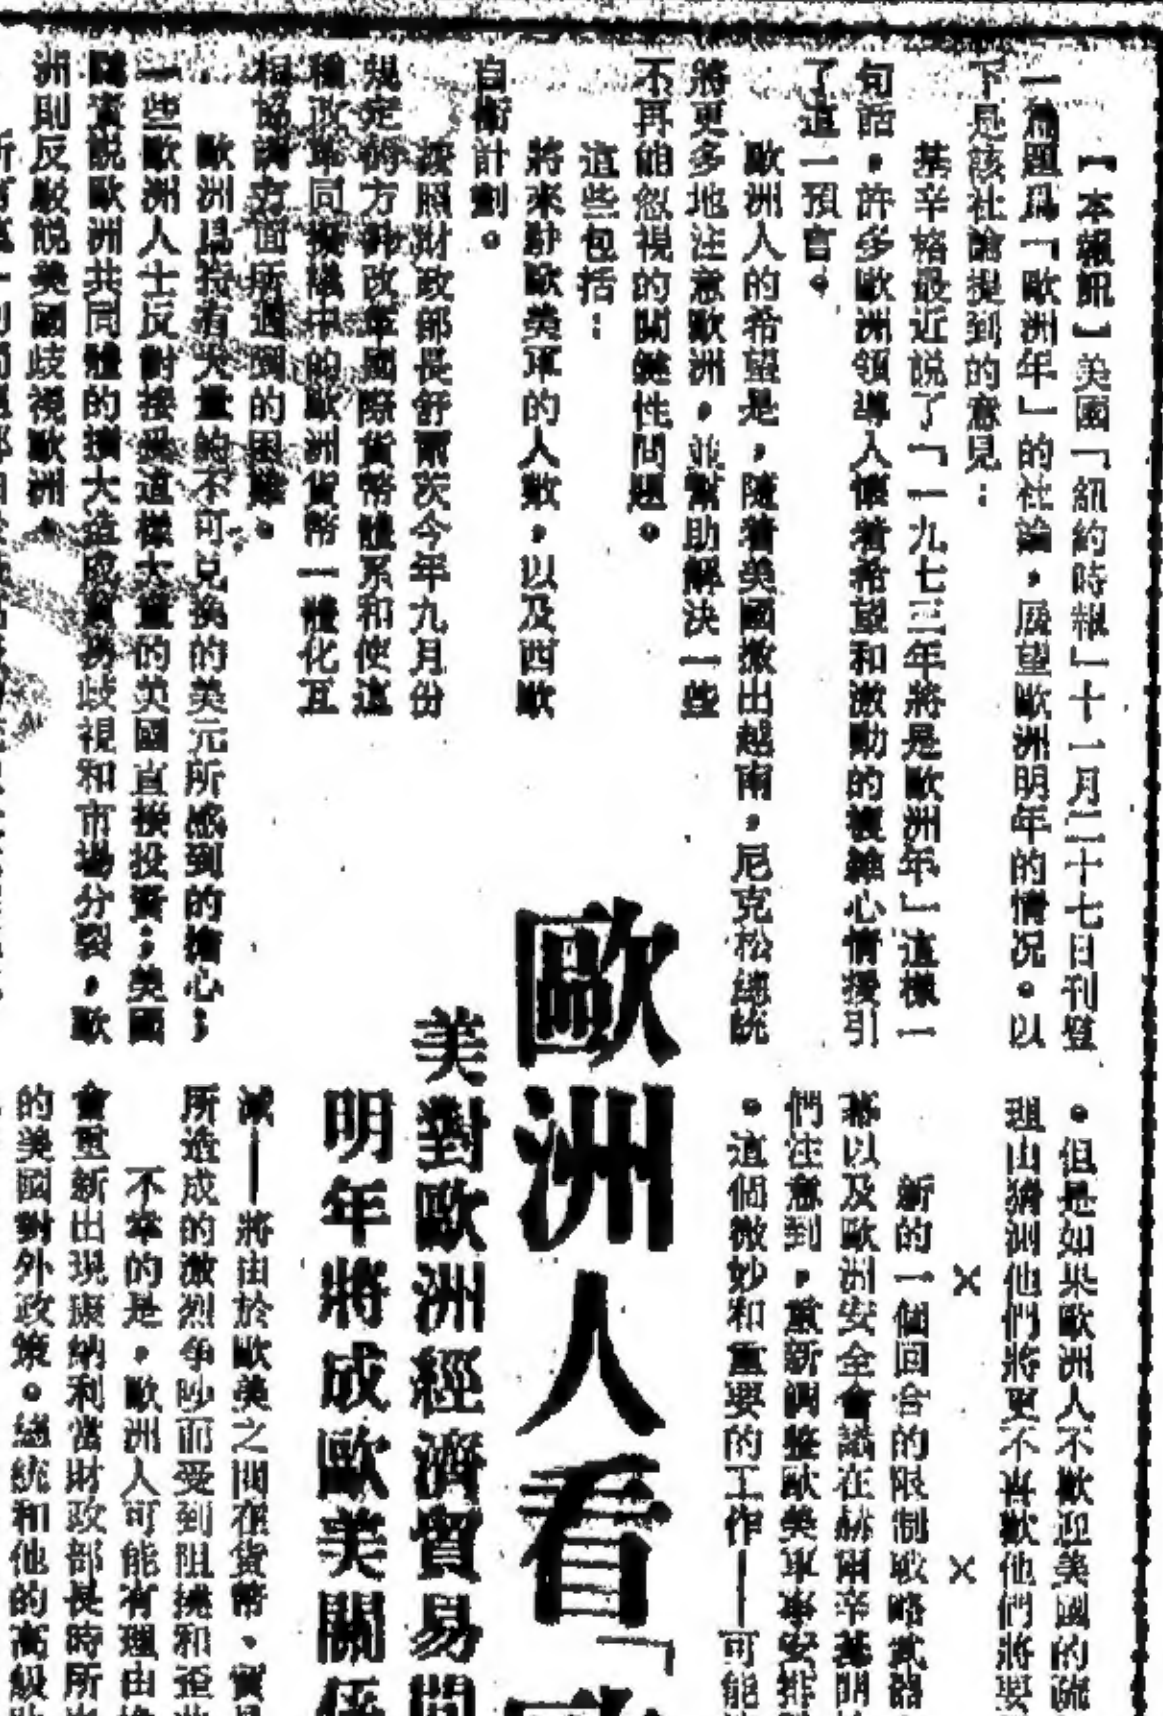 【本報訊】美國「紐約時報」十一月二十七日刊登
一篇題爲「歐洲年」的社論，展望歐洲明年的情况。以
下是該社論提到的意見：
基辛格最近説了「一九七三年將是歐洲年」這樣一
句話，許多歐洲領導人懷着希望和激動的複雜心情援引
了這一預言。
歐洲人的希望是，隨着美國撤出越南，尼克松總統
將更多地注意歐洲，並幫助解決一些
不再能忽視的關鍵性問題。
這些包括：
將來駐歐美軍的人數，以及西歐
自衛計劃。
按照財政部長舒爾茨今年九月份
規定的方針改革國際貨幣體系和使這
種改革同擬議中的歐洲貨幣一體化互
相協調方面所遇到的困難。
歐洲是持有大量的不可兑换的美元所感到的擔心；
一些歐洲人士反對接受這樣大量的美國直接投資；美國
國家説歐洲共同體的擴大造成貿易歧視和市場分裂，歐
洲則反駁説美國歧視歐洲。
歐洲人看「歐
美對歐洲經濟貿易關
明年將成歐美關係
。但是如果歐洲人不歡迎美國的
理由猜測他們將更不喜歡他們將要
× ×
新的一個回合的限制戰略武器
幕以及歐洲安全會議在赫爾辛基開
們注意到，重新調整歐美軍事安排
。這個微妙和重要的工作——可能
減——將由於歐美之間在貨幣、貿易
所造成的激烈争吵而受到阻撓和歪
不幸的是，歐洲人可能有理由
會重新出現康納利當財政部長時所
的美國對外政策。總統和他的高級